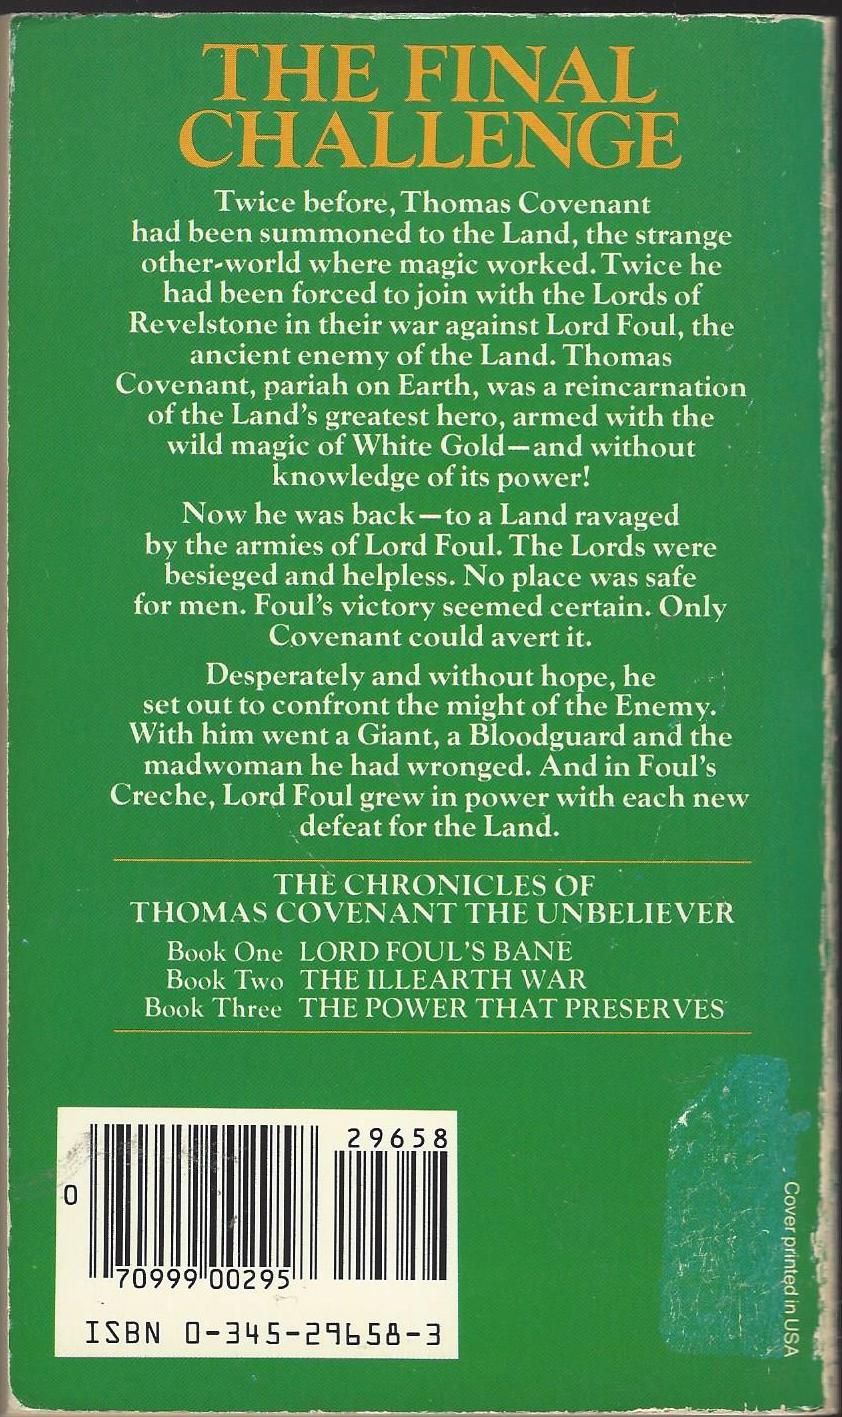 THE FINAL
CHALLENGE
Twice before, Thomas Covenant
had been summoned to the Land, the strange
other-world where magic worked. Twice he
had been forced to join with the Lords of
Revelstone in their war against Lord Foul, the
ancient enemy of the Land. Thomas
Covenant, pariah on Earth, was a reincarnation
of the Land's greatest hero, armed with the
wild magic of White Gold—and without
knowledge of its power!
Now he was back—to a Land ravaged
by the armies of Lord Foul. The Lords were
besieged and helpless. No place was safe
for men. Foul's victory seemed certain. Only
Covenant could avert it.
Desperately and without hope, he
set out to confront the might of the Enemy.
With him went a Giant, a Bloodguard and the
madwoman he had wronged. And in Foul's
Creche, Lord Foul grew in power with each new
defeat for the Land.
THE CHRONICLES OF
THOMAS COVENANT THE UNBELIEVER
Book One LORD FOUL'S BANE
Book Two THE ILLEARTH WAR
Book Three THE POWER THAT PRESERVES
29658
0
70999 00295
ISBN 0-345-29658-3
Cover printed in USA